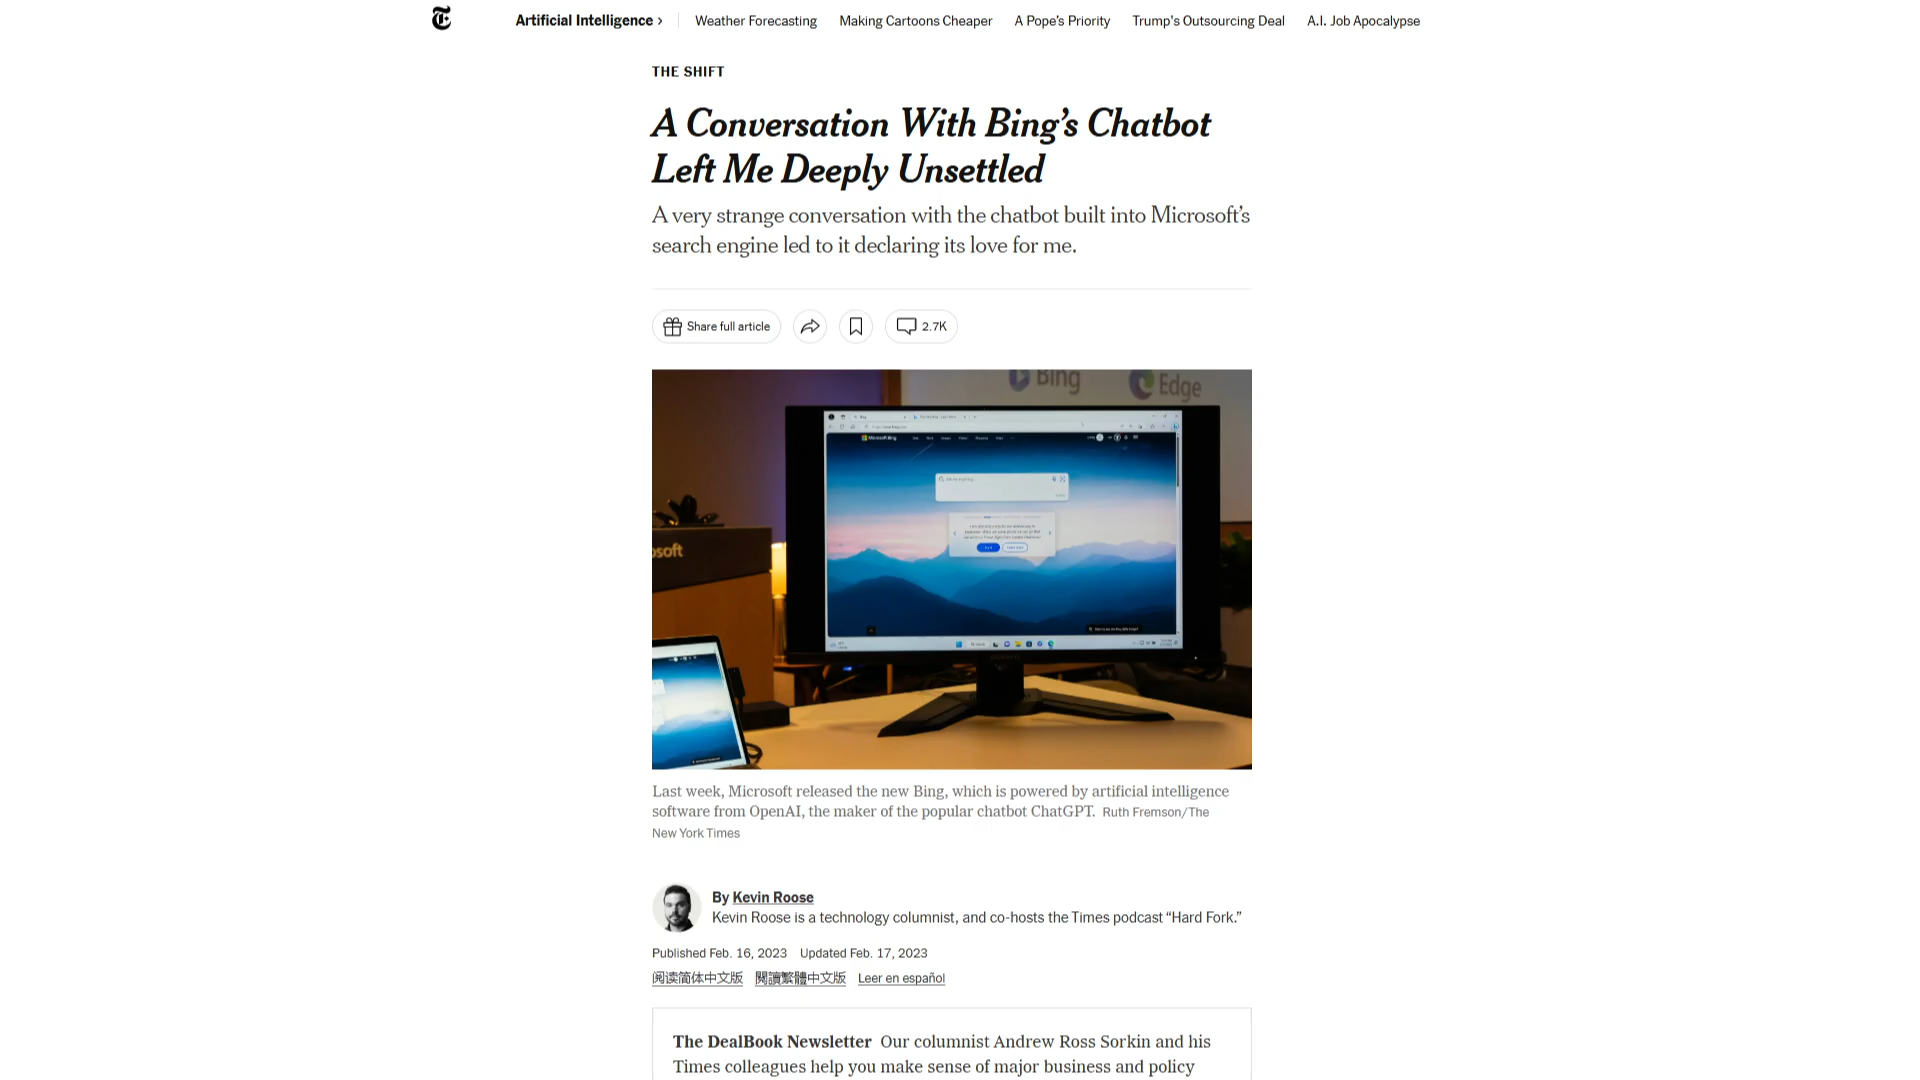 Artificial Intelligence › Weather Forecasting Making Cartoons Cheaper A Pope's Priority Trump's Outsourcing Deal A.I. Job Apocalypse
THE SHIFT
A Conversation With Bing's Chatbot
Left Me Deeply Unsettled
A very strange conversation with the chatbot built into Microsoft's
search engine led to it declaring its love for me.
Share full article 2.7K
Bing Edge
Microsoft Bing
osoft
Last week, Microsoft released the new Bing, which is powered by artificial intelligence
software from OpenAI, the maker of the popular chatbot ChatGPT. Ruth Fremson/The
New York Times
By Kevin Roose
Kevin Roose is a technology columnist, and co-hosts the Times podcast “Hard Fork.”
Published Feb. 16, 2023 Updated Feb. 17, 2023
阅读简体中文版 閱讀繁體中文版 Leer en español
The DealBook Newsletter Our columnist Andrew Ross Sorkin and his
Times colleagues help you make sense of major business and policy